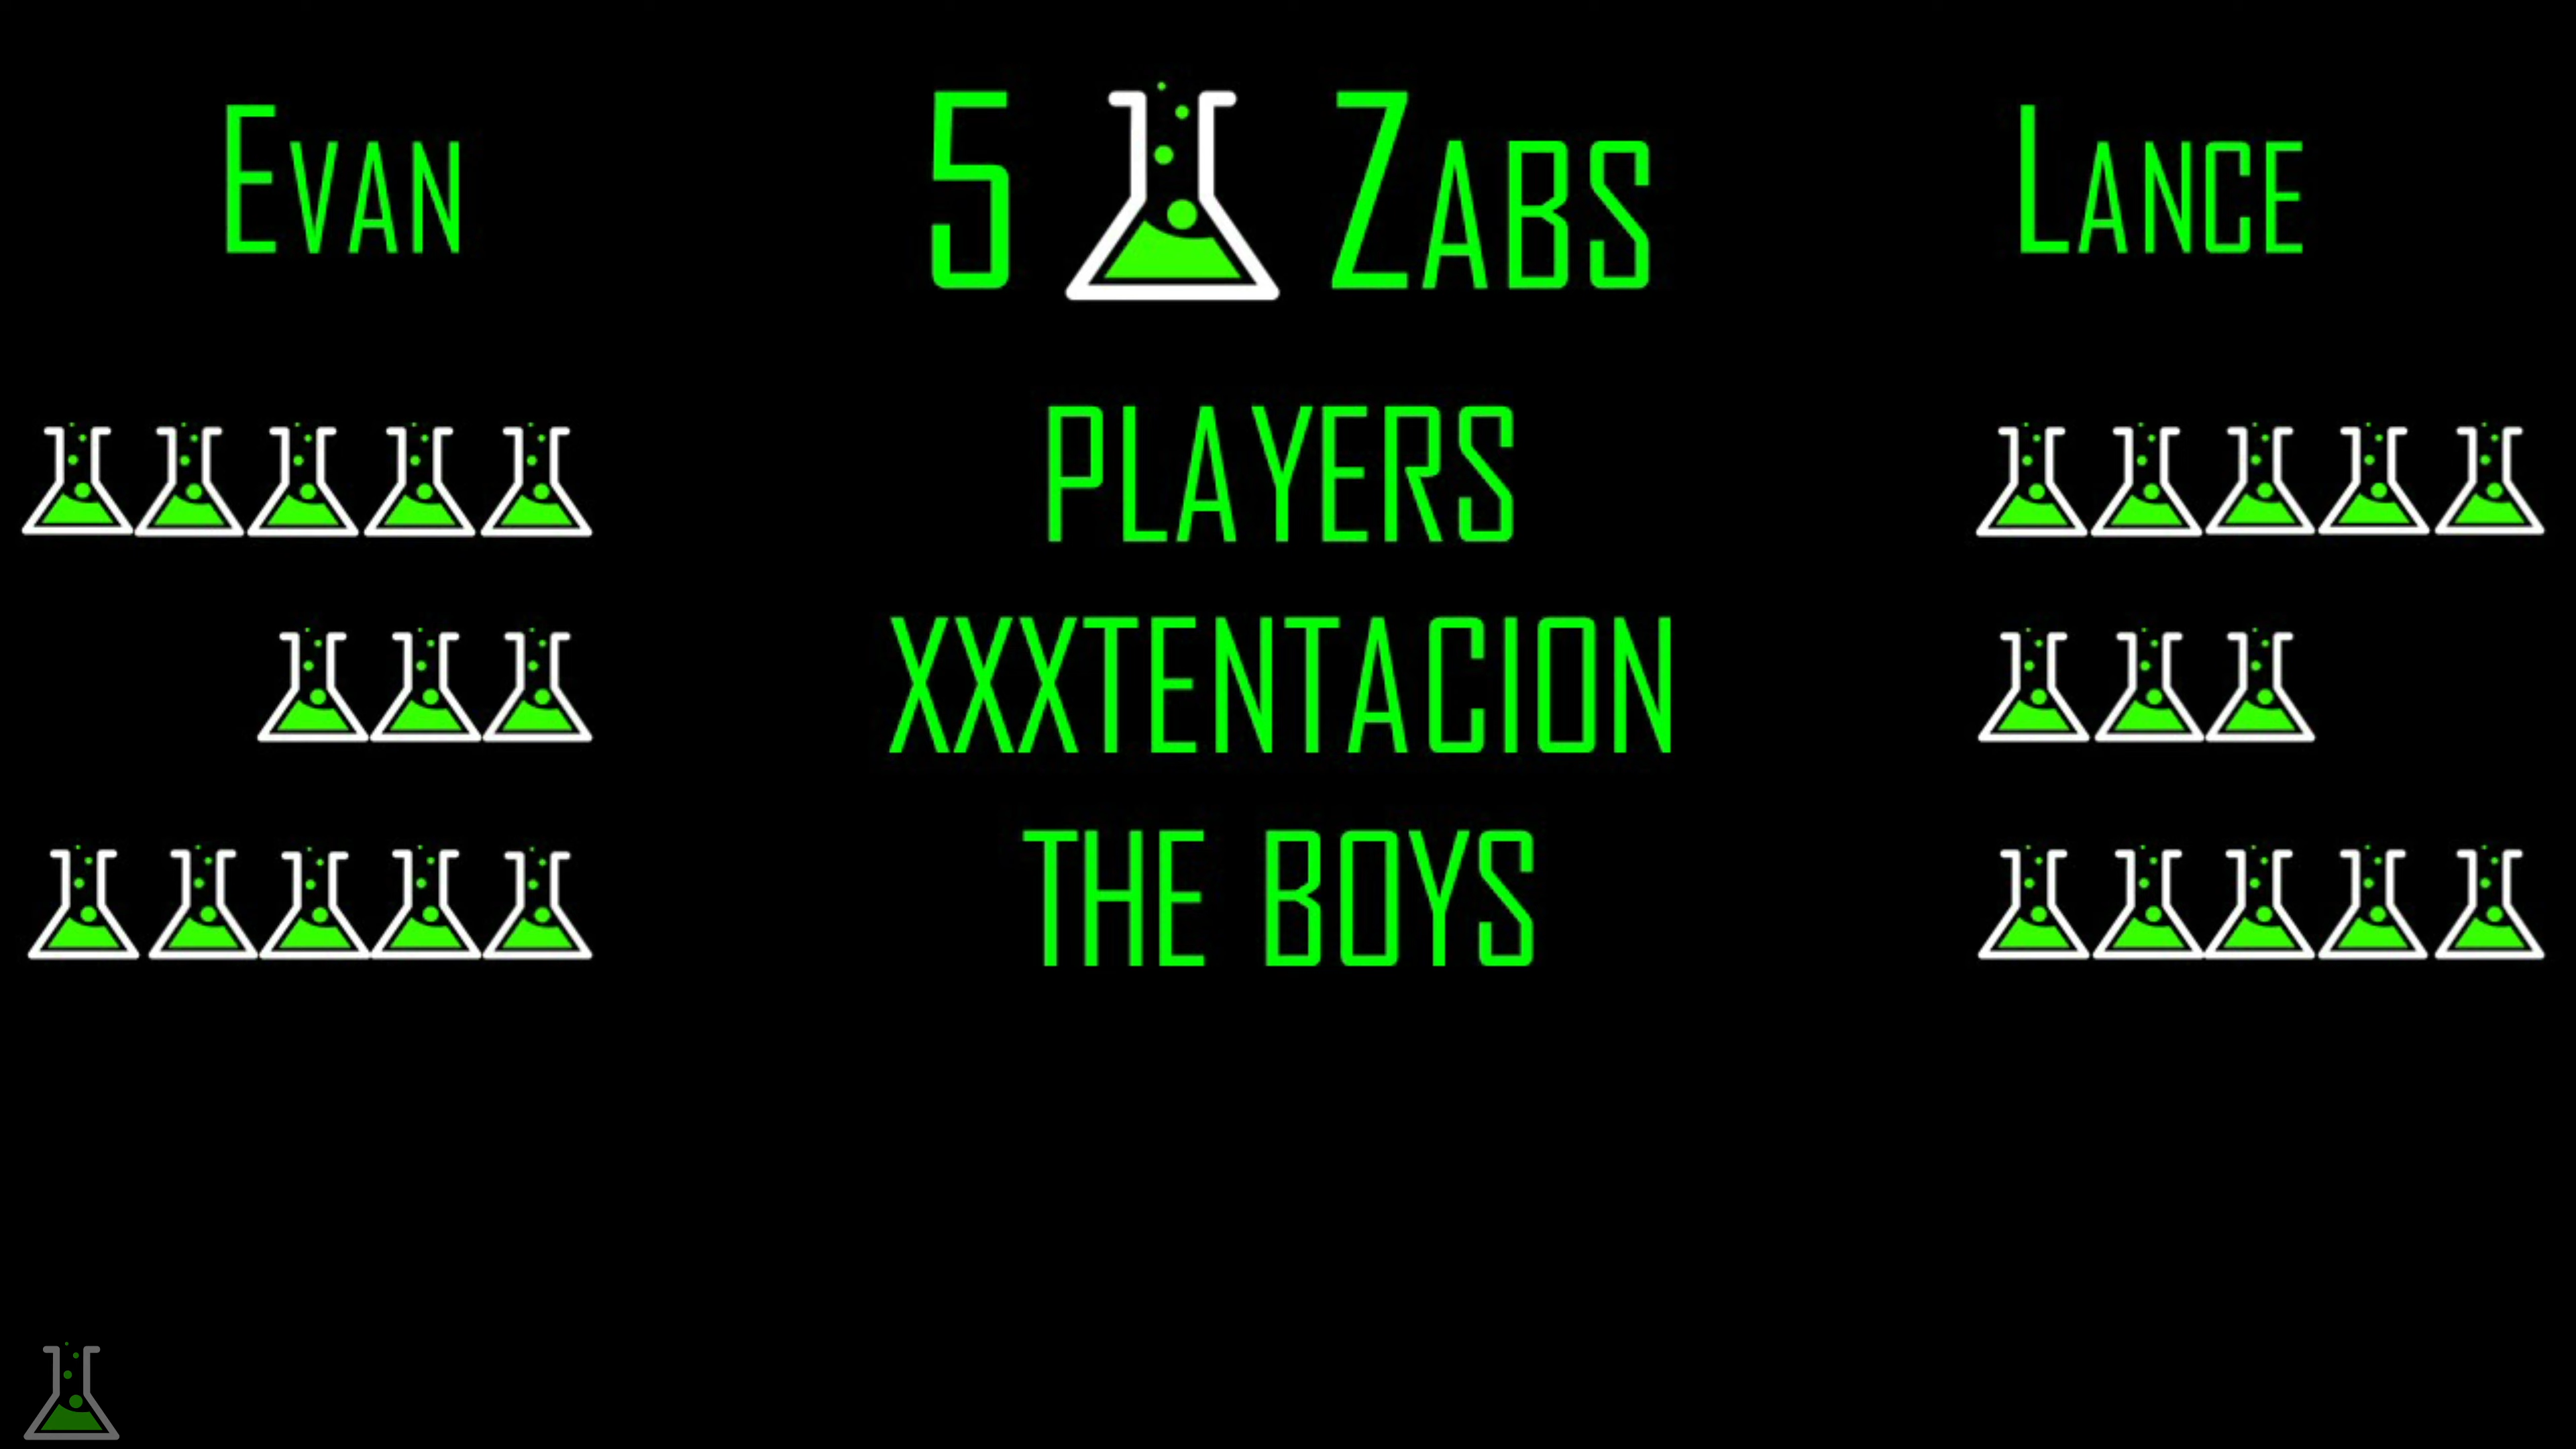 Evan
5 Zabs
Lance
PLAYERS
XXXTENTACION
THE BOYS